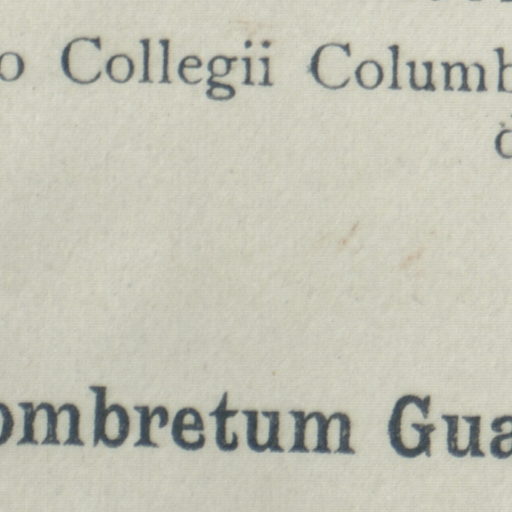 o Collegii Columb
d
ombretum Gua